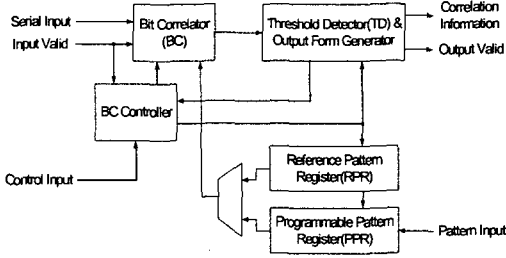 Serial Input
Input Valid
Bit Correlator
(BC)
Threshold Detector(TD) &
Output Form Generator
Correlation
Information
Output Valid
BC Controller
Control Input
Reference Pattern
Register(RPR)
Programmable Pattern
Register(PPR)
Pattern Input